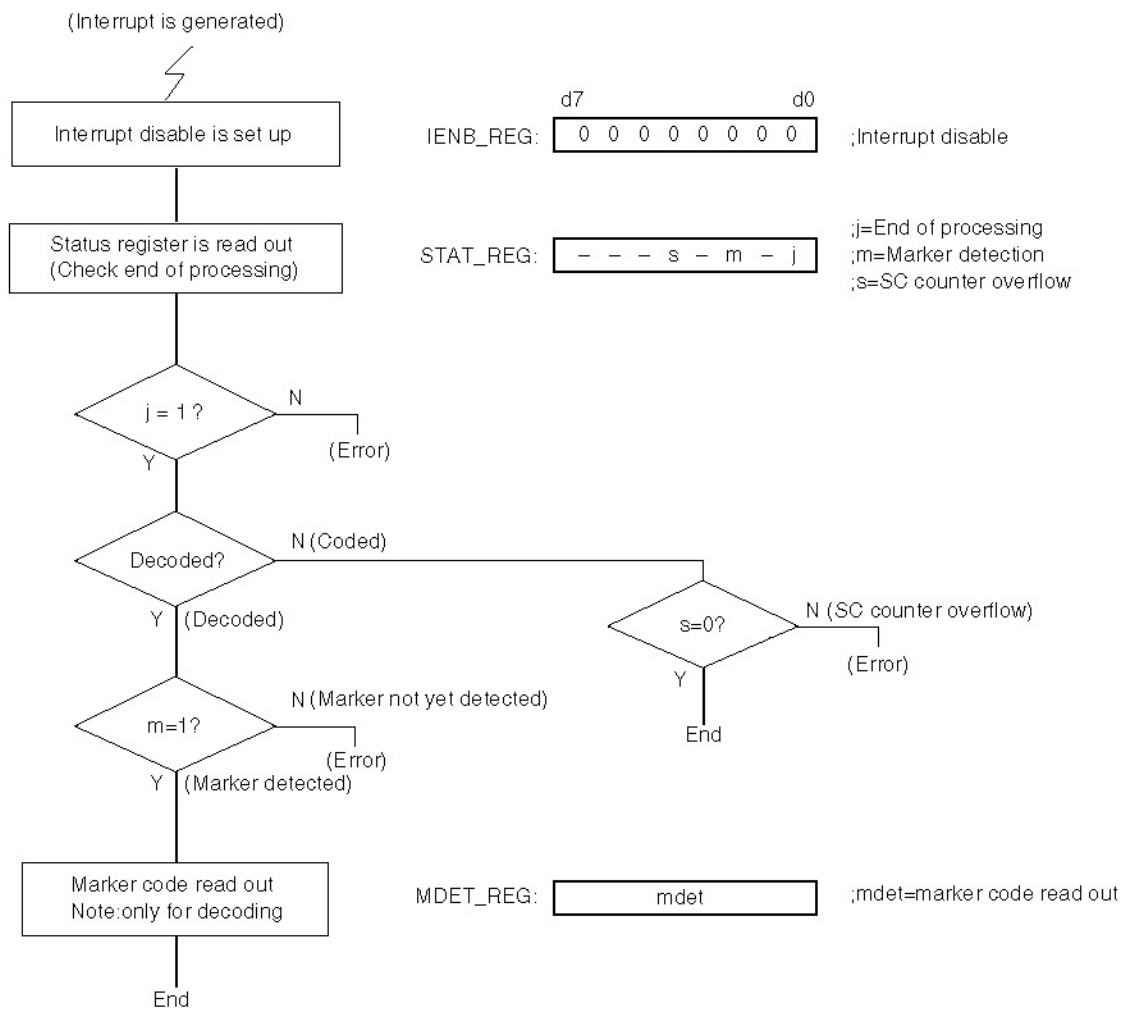 (Interrupt is generated)
d7 d0
Interrupt disable is set up
IENB_REG: 0 0 0 0 0 0 0 0 ;Interrupt disable
Status register is read out
(Check end of processing)
STAT_REG: – – – s – m – j
;j=End of processing
;m=Marker detection
;s=SC counter overflow
j = 1 ?
N
(Error)
Y
Decoded?
N (Coded)
Y (Decoded)
s=0?
N (SC counter overflow)
(Error)
Y
End
m=1?
N (Marker not yet detected)
(Error)
Y (Marker detected)
Marker code read out
Note:only for decoding
MDET_REG: mdet ;mdet=marker code read out
End